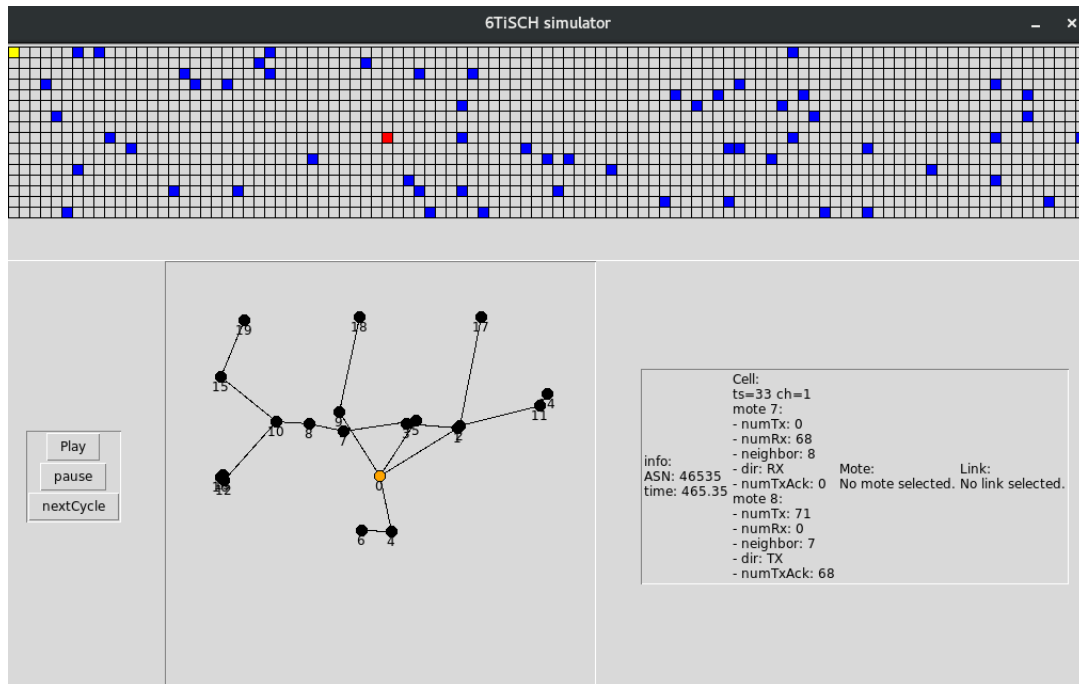 6TiSCH simulator
Play
pause
nextCycle
19
18
17
15
11
4
10
8
9
7
3
5
2
0
12
6
4
info:
ASN: 46535
time: 465.35
Cell:
ts=33 ch=1
mote 7:
- numTx: 0
- numRx: 68
- neighbor: 8
- dir: RX
- numTxAck: 0
mote 8:
- numTx: 71
- numRx: 0
- neighbor: 7
- dir: TX
- numTxAck: 68
Mote:
No mote selected.
Link:
No link selected.